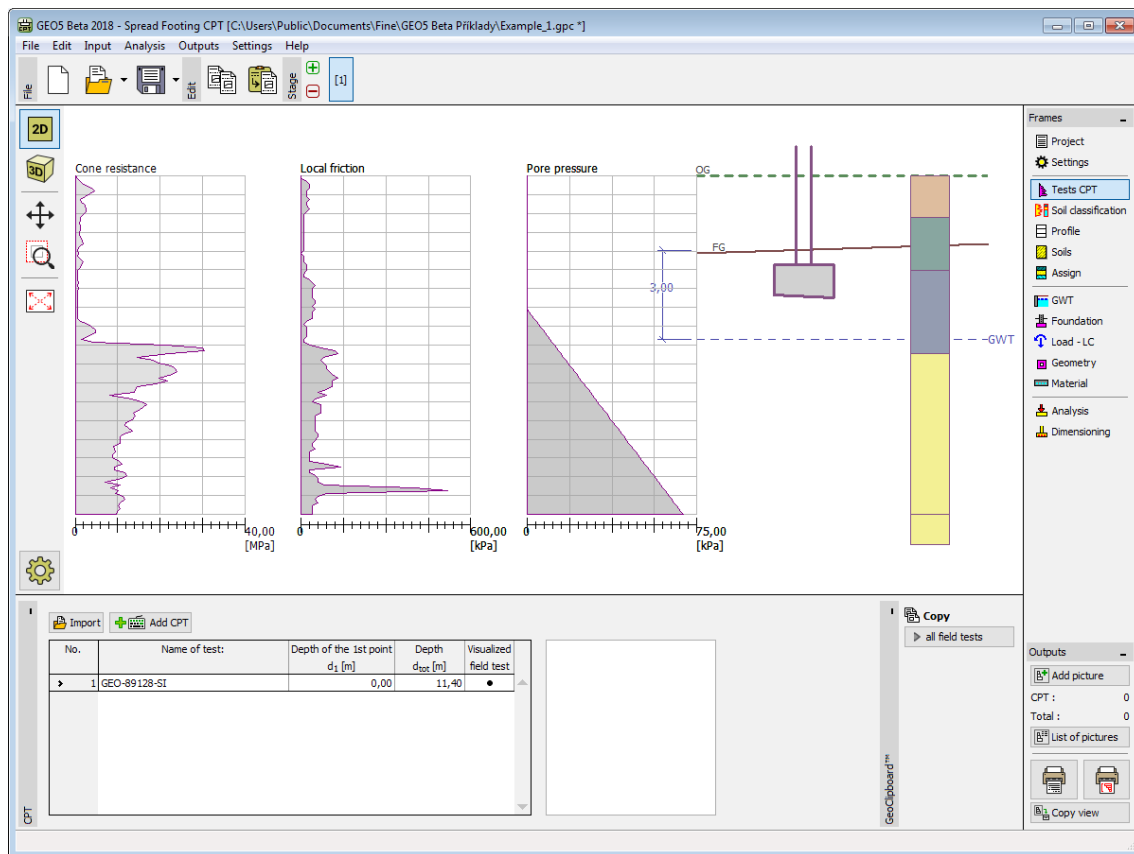 GEO5 Beta 2018 - Spread Footing CPT [C:\Users\Public\Documents\Fine\GEO5 Beta Příklady\Example_1.gpc *]
File Edit Input Analysis Outputs Settings Help
File
Edit
Stage
[1]
2D
3D
Cone resistance
0
40,00
[MPa]
Local friction
0
600,00
[kPa]
Pore pressure
0
75,00
[kPa]
OG
FG
3,00
GWT
Frames
Project
Settings
Tests CPT
Soil classification
Profile
Soils
Assign
GWT
Foundation
Load - LC
Geometry
Material
Analysis
Dimensioning
CPT
Import Add CPT
No. Name of test: Depth of the 1st point d1 [m] Depth dtot [m] Visualized field test
1 GEO-89128-SI 0,00 11,40
GeoClipboard™
Copy
all field tests
Outputs
Add picture
CPT : 0
Total : 0
List of pictures
Copy view